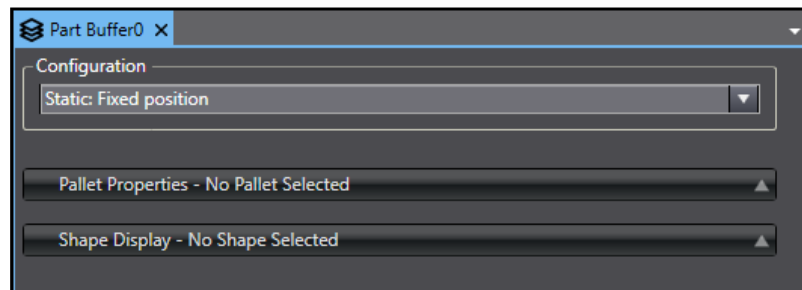 Part Buffer0
Configuration
Static: Fixed position
Pallet Properties - No Pallet Selected
Shape Display - No Shape Selected